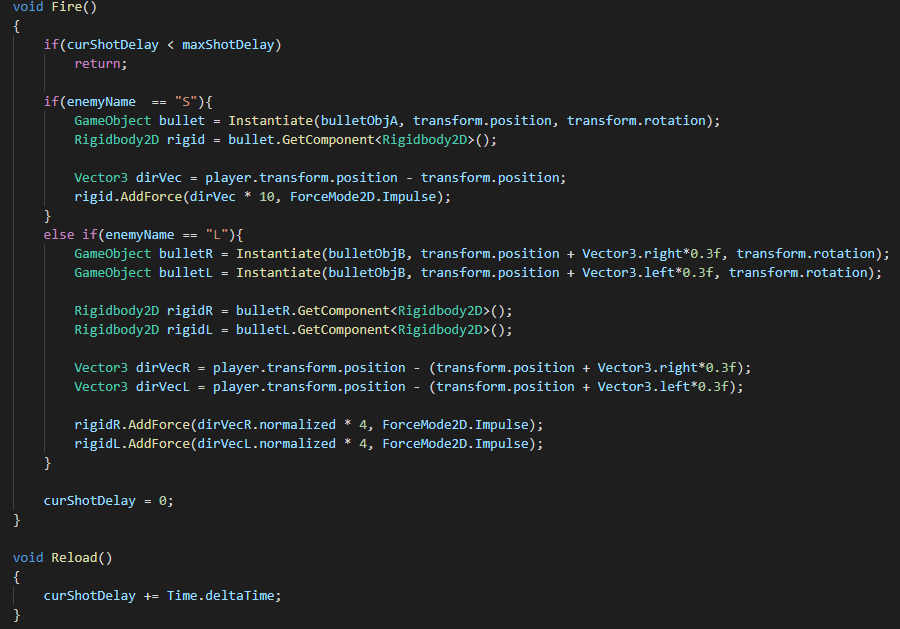 void Fire()
{
    if(curShotDelay < maxShotDelay)
        return;

    if(enemyName  == "S"){
        GameObject bullet = Instantiate(bulletObjA, transform.position, transform.rotation);
        Rigidbody2D rigid = bullet.GetComponent<Rigidbody2D>();

        Vector3 dirVec = player.transform.position - transform.position;
        rigid.AddForce(dirVec * 10, ForceMode2D.Impulse);
    }
    else if(enemyName == "L"){
        GameObject bulletR = Instantiate(bulletObjB, transform.position + Vector3.right*0.3f, transform.rotation);
        GameObject bulletL = Instantiate(bulletObjB, transform.position + Vector3.left*0.3f, transform.rotation);

        Rigidbody2D rigidR = bulletR.GetComponent<Rigidbody2D>();
        Rigidbody2D rigidL = bulletL.GetComponent<Rigidbody2D>();

        Vector3 dirVecR = player.transform.position - (transform.position + Vector3.right*0.3f);
        Vector3 dirVecL = player.transform.position - (transform.position + Vector3.left*0.3f);

        rigidR.AddForce(dirVecR.normalized * 4, ForceMode2D.Impulse);
        rigidL.AddForce(dirVecL.normalized * 4, ForceMode2D.Impulse);
    }

    curShotDelay = 0;
}

void Reload()
{
    curShotDelay += Time.deltaTime;
}